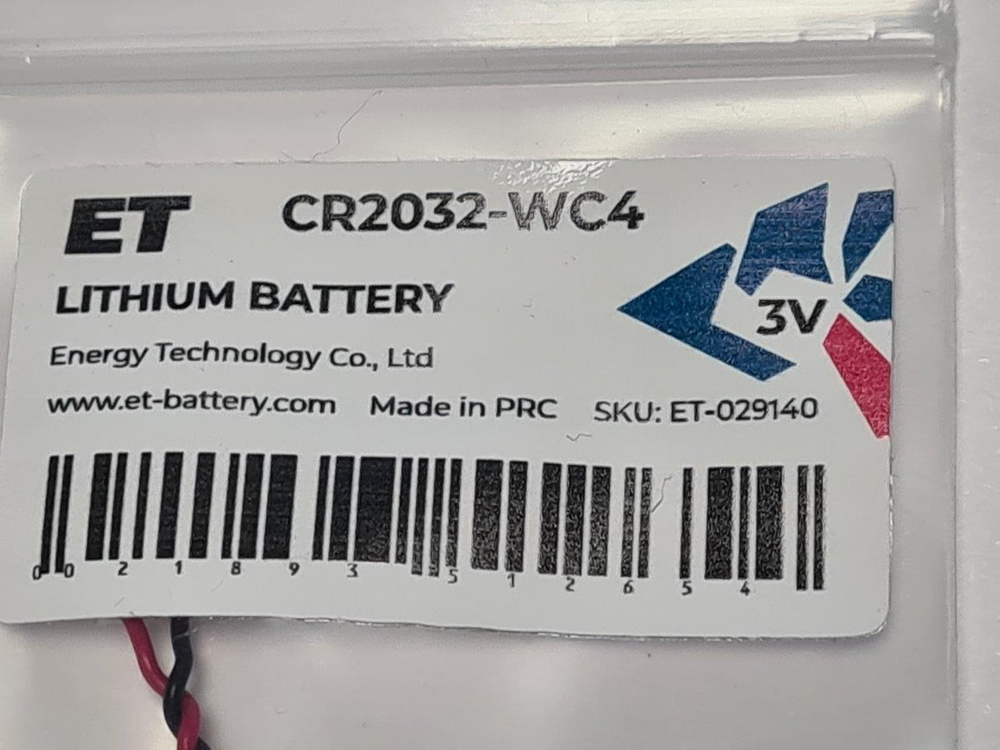 ET CR2032-WC4
LITHIUM BATTERY
3V
Energy Technology Co., Ltd
www.et-battery.com Made in PRC SKU: ET-029140
0 0 2 1 8 9 3 5 1 2 6 5 4